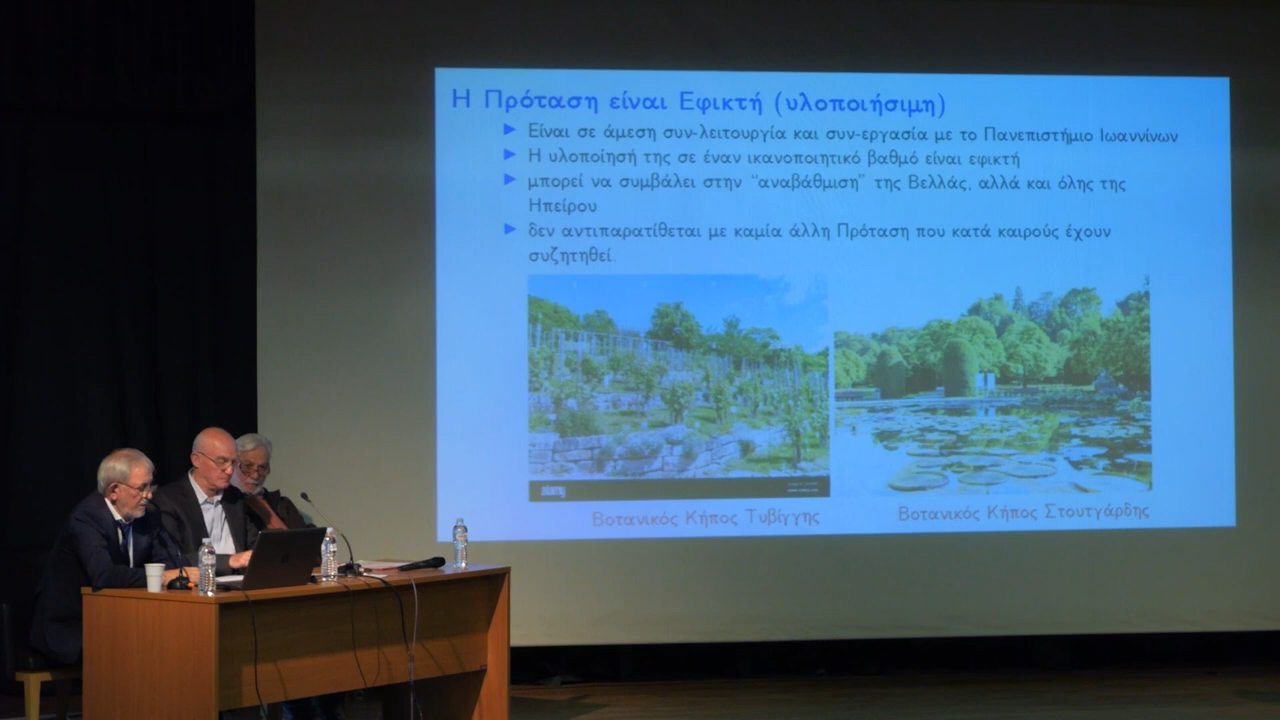 Η Πρόταση είναι Εφικτή (υλοποιήσιμη)
Είναι σε άμεση συν-λειτουργία και συν-εργασία με το Πανεπιστήμιο Ιωαννίνων
Η υλοποίησή της σε έναν ικανοποιητικό βαθμό είναι εφικτή
μπορεί να συμβάλει στην “αναβάθμιση” της Βελλάς, αλλά και όλης της
Ηπείρου
δεν αντιπαρατίθεται με καμία άλλη Πρόταση που κατά καιρούς έχουν
συζητηθεί.
Βοτανικός Κήπος Τυβίγγης
Βοτανικός Κήπος Στουτγάρδης